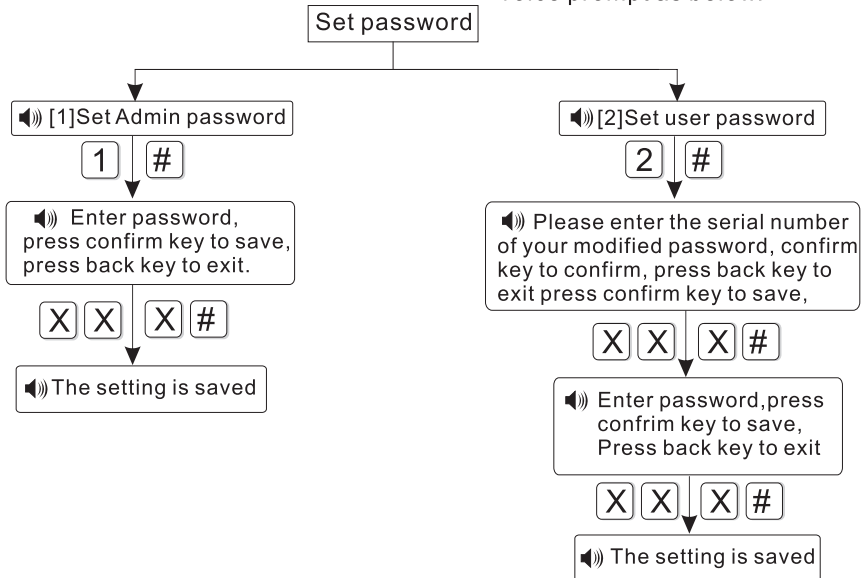 Set password
[1]Set Admin password
1 #
Enter password,
press confirm key to save,
press back key to exit.
X X X #
The setting is saved
[2]Set user password
2 #
Please enter the serial number
of your modified password, confirm
key to confirm, press back key to
exit press confirm key to save,
X X X #
Enter password,press
confrim key to save,
Press back key to exit
X X X #
The setting is saved